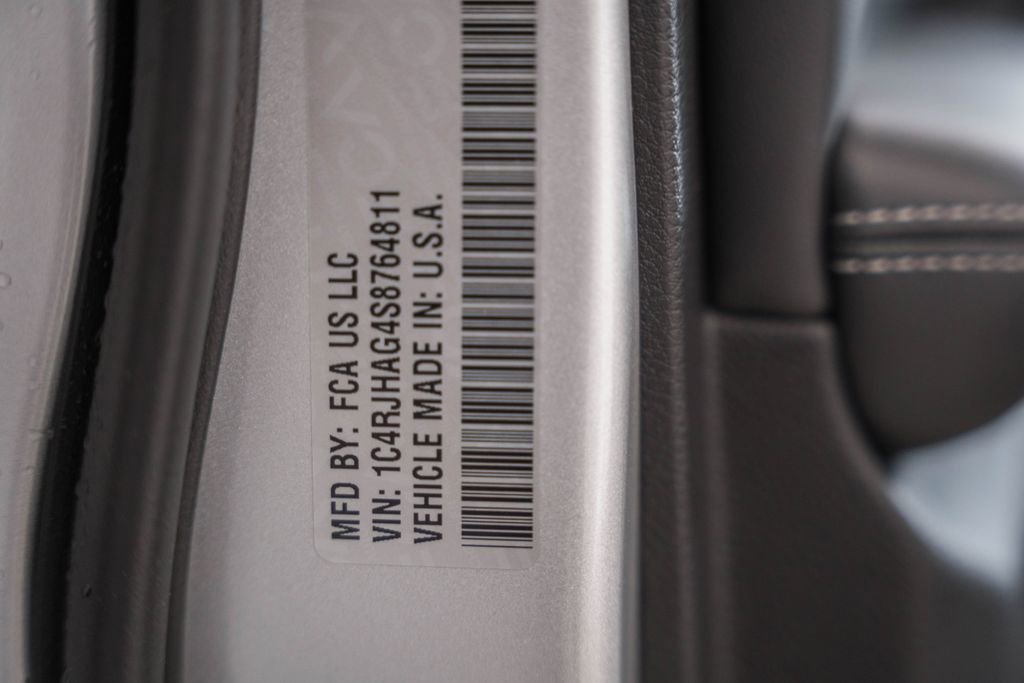 MFD BY: FCA US LLC
VIN: 1C4RJHAG4S8764811
VEHICLE MADE IN: U.S.A.